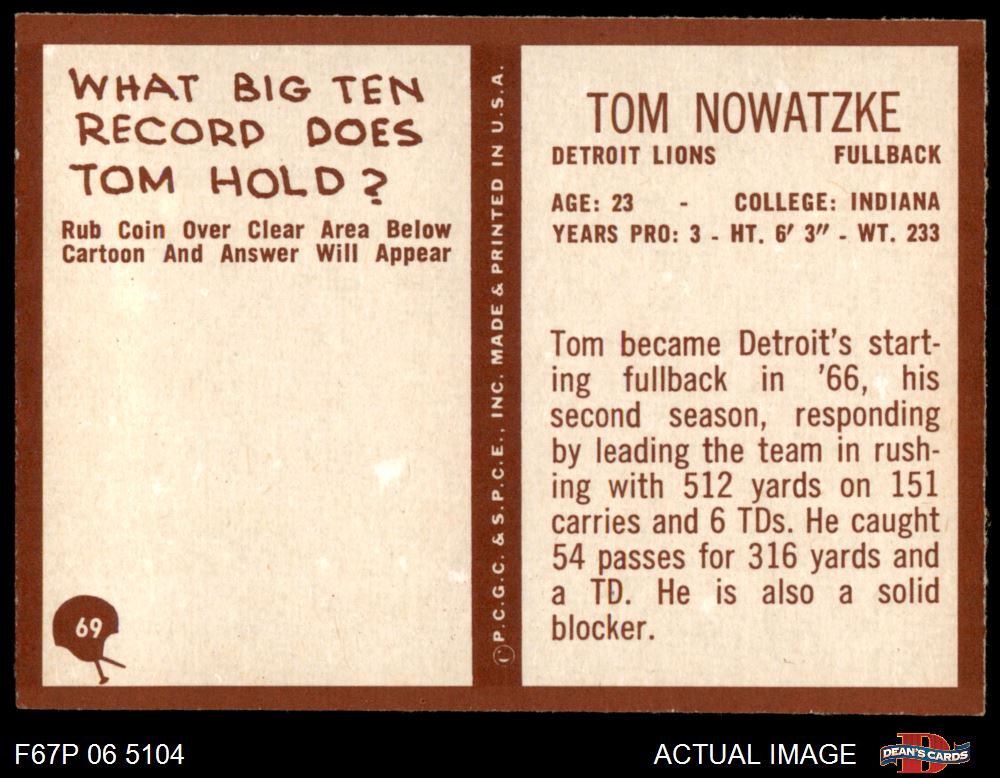 WHAT BIG TEN
RECORD DOES
TOM HOLD?
Rub Coin Over Clear Area Below
Cartoon And Answer Will Appear
69
© P.C.G.C. & S.P.C.E., INC. MADE & PRINTED IN U.S.A.
TOM NOWATZKE
DETROIT LIONS FULLBACK
AGE: 23 - COLLEGE: INDIANA
YEARS PRO: 3 - HT. 6' 3" - WT. 233
Tom became Detroit's start-
ing fullback in '66, his
second season, responding
by leading the team in rush-
ing with 512 yards on 151
carries and 6 TDs. He caught
54 passes for 316 yards and
a TD. He is also a solid
blocker.
F67P 06 5104
ACTUAL IMAGE
D
DEAN'S CARDS